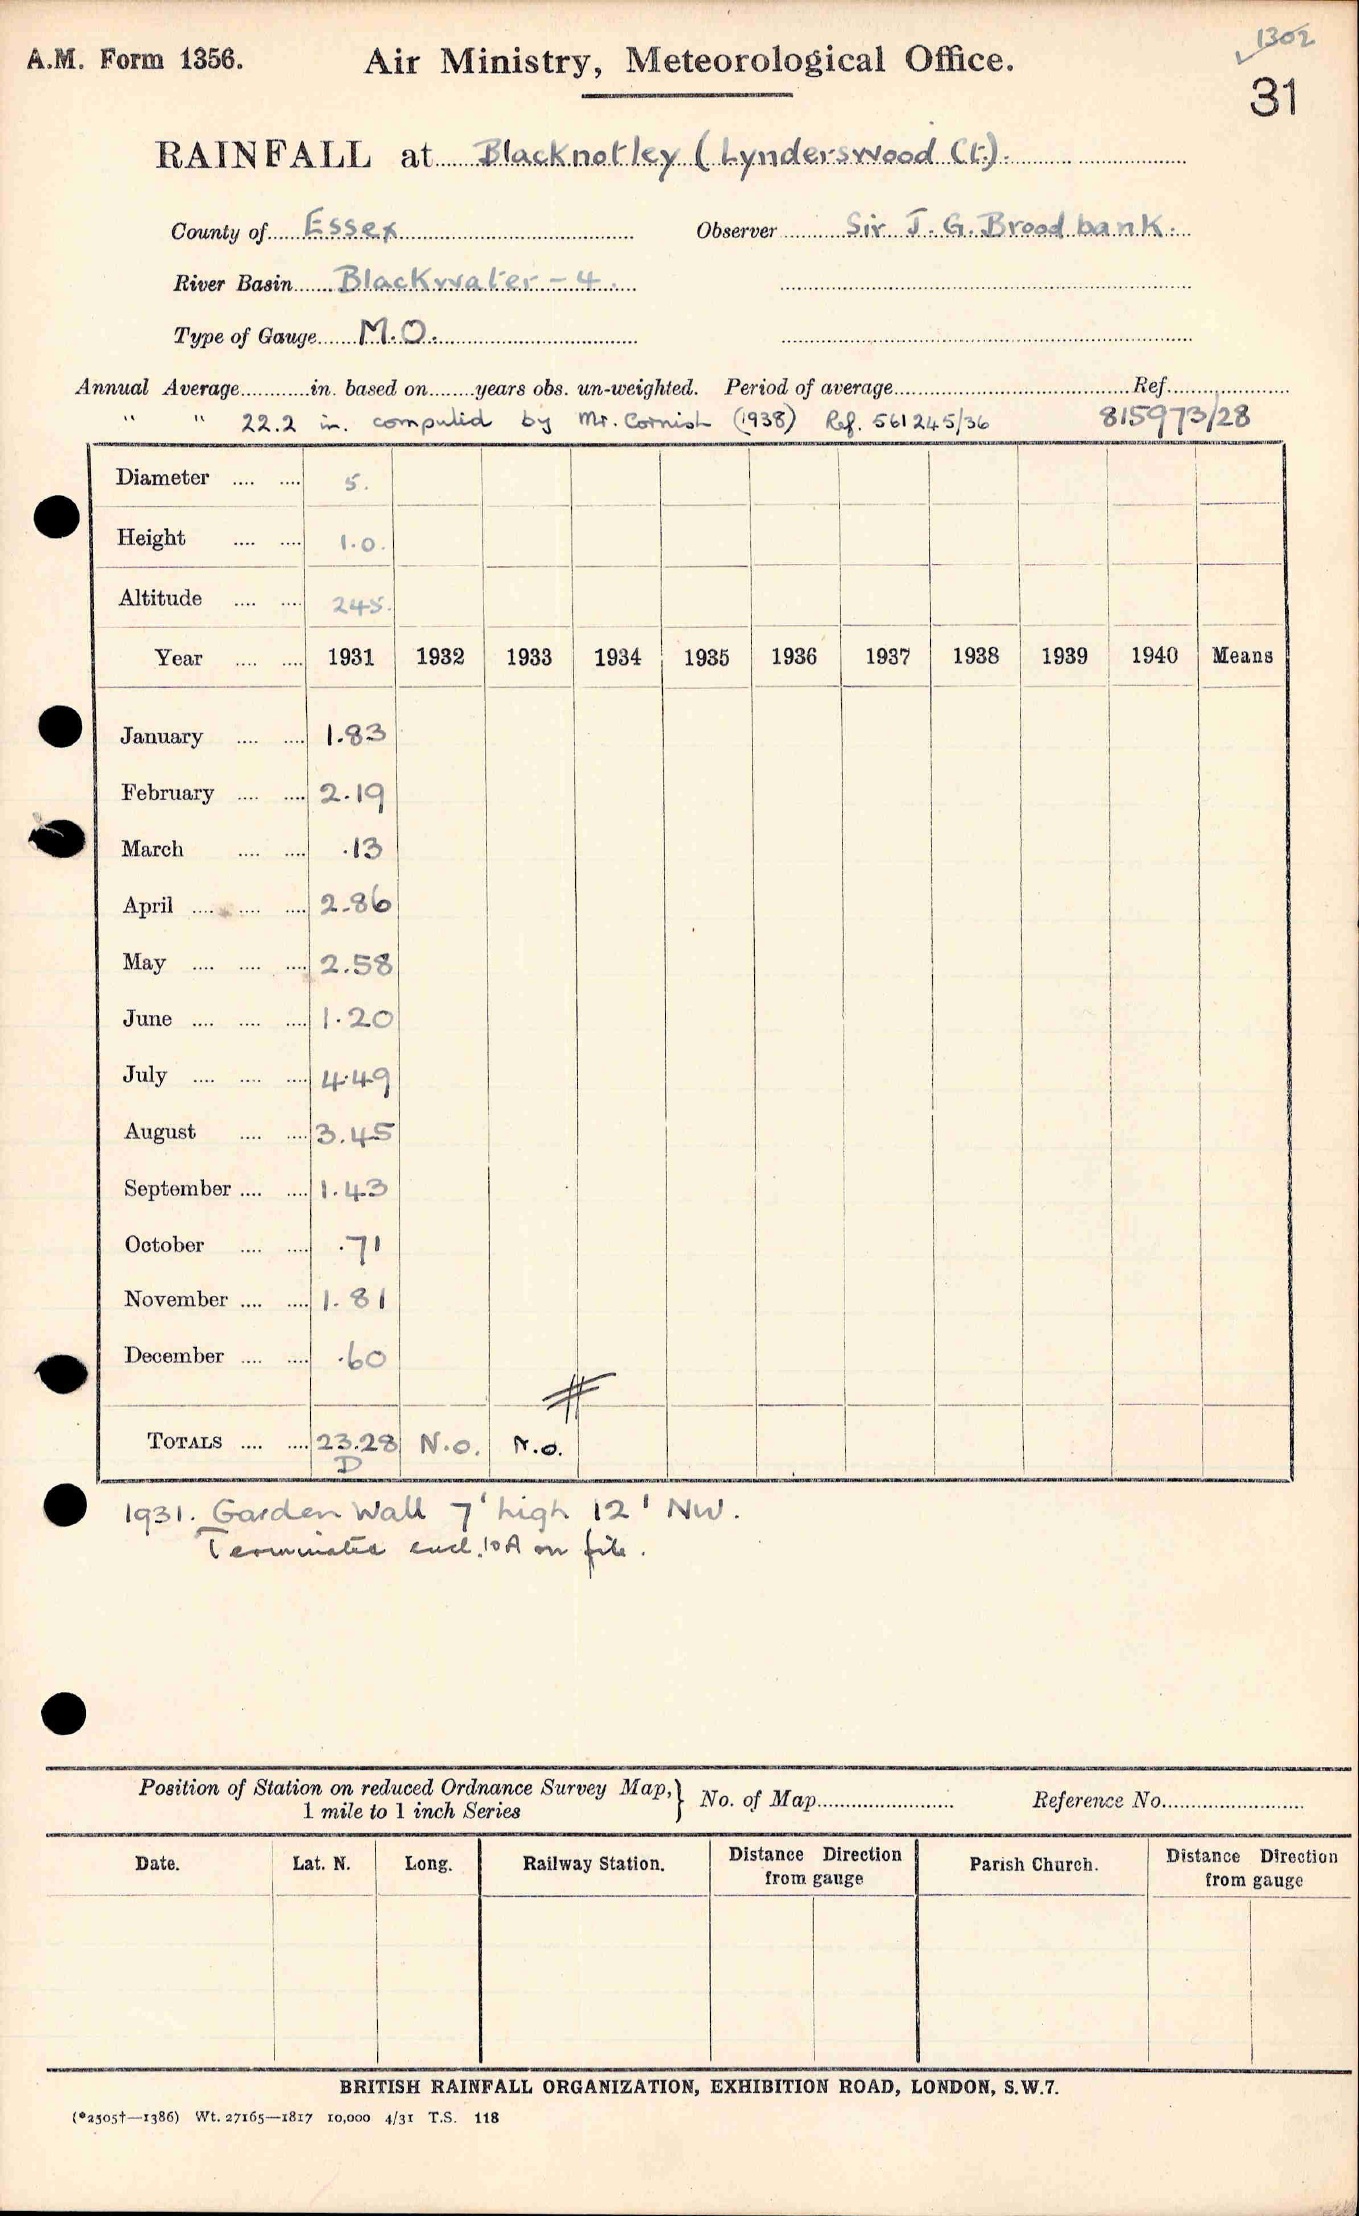 1302
A.M. Form 1356. Air Ministry, Meteorological Office.
31
RAINFALL at Blacknotley (Lynderswood Ct).
County of Essex Observer Sir J. G. Broodbank.
River Basin Blackwater - 4.
Type of Gauge M.O.
Annual Average in. based on years obs. un-weighted. Period of average Ref.
" " 22.2 in. computed by Mr. Cornish (1938) Ref. 561245/36 815973/28
Diameter 5.
Height 1.0.
Altitude 245.
Year 1931 1932 1933 1934 1935 1936 1937 1938 1939 1940 Means
January 1.83
February 2.19
March .13
April 2.86
May 2.58
June 1.20
July 4.49
August 3.45
September 1.43
October .71
November 1.81
December .60
TOTALS 23.28 N.o. N.o.
D
1931. Garden Wall 7' high 12' NW.
Terminated encl. 10A on file.
Position of Station on reduced Ordnance Survey Map,} No. of Map Reference No.
1 mile to 1 inch Series
Date. Lat. N. Long. Railway Station. Distance Direction from gauge Parish Church. Distance Direction from gauge
BRITISH RAINFALL ORGANIZATION, EXHIBITION ROAD, LONDON, S.W.7.
(*2505†—1386) Wt. 27165—1817 10,000 4/31 T.S. 118